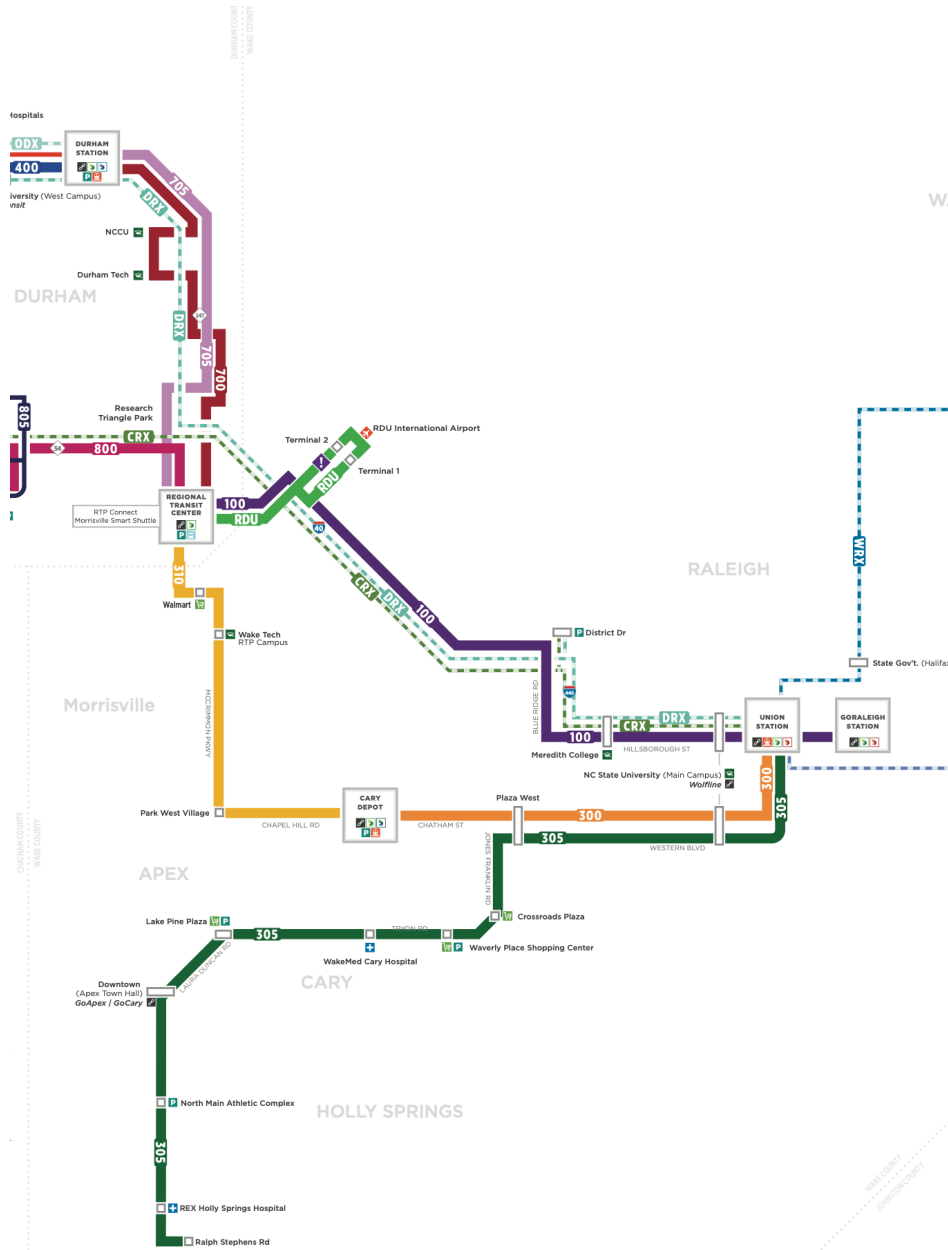 DURHAM COUNT
WAKE COUNTY
Hospitals
ODX
DURHAM
STATION
400
705
iversity (West Campus)
nsit
DRX
W.
NCCU
Durham Tech
DURHAM
147
DRX
705
700
Research
Triangle Park
805
CRX
54
800
RDU International Airport
Terminal 2
!
Terminal 1
RDU
REGIONAL
TRANSIT
CENTER
RTP Connect
Morrisville Smart Shuttle
P
100
RDU
40
WRX
310
RALEIGH
CRX
DRX
100
Walmart
Wake Tech
RTP Campus
P
District Dr
State Gov't. (Halifa
MCCRIMMON PKWY
BLUE RIDGE RD
440
Morrisville
DRX
CRX
100
HILLSBOROUGH ST
UNION
STATION
GORALEIGH
STATION
Meredith College
NC State University (Main Campus)
Wolfline
300
305
CARY
DEPOT
P
Plaza West
Park West Village
CHAPEL HILL RD
CHATHAM ST
300
305
WESTERN BLVD
JONES FRANKLIN RD
CHATHAM COUNTY
WAKE COUNTY
APEX
Lake Pine Plaza
P
305
TRYON RD
Crossroads Plaza
P
Waverly Place Shopping Center
WakeMed Cary Hospital
LAURA DUNCAN RD
Downtown
(Apex Town Hall)
GoApex / GoCary
CARY
P
North Main Athletic Complex
HOLLY SPRINGS
305
REX Holly Springs Hospital
Ralph Stephens Rd
WAKE COUNTY
JOHNSTON COUNTY